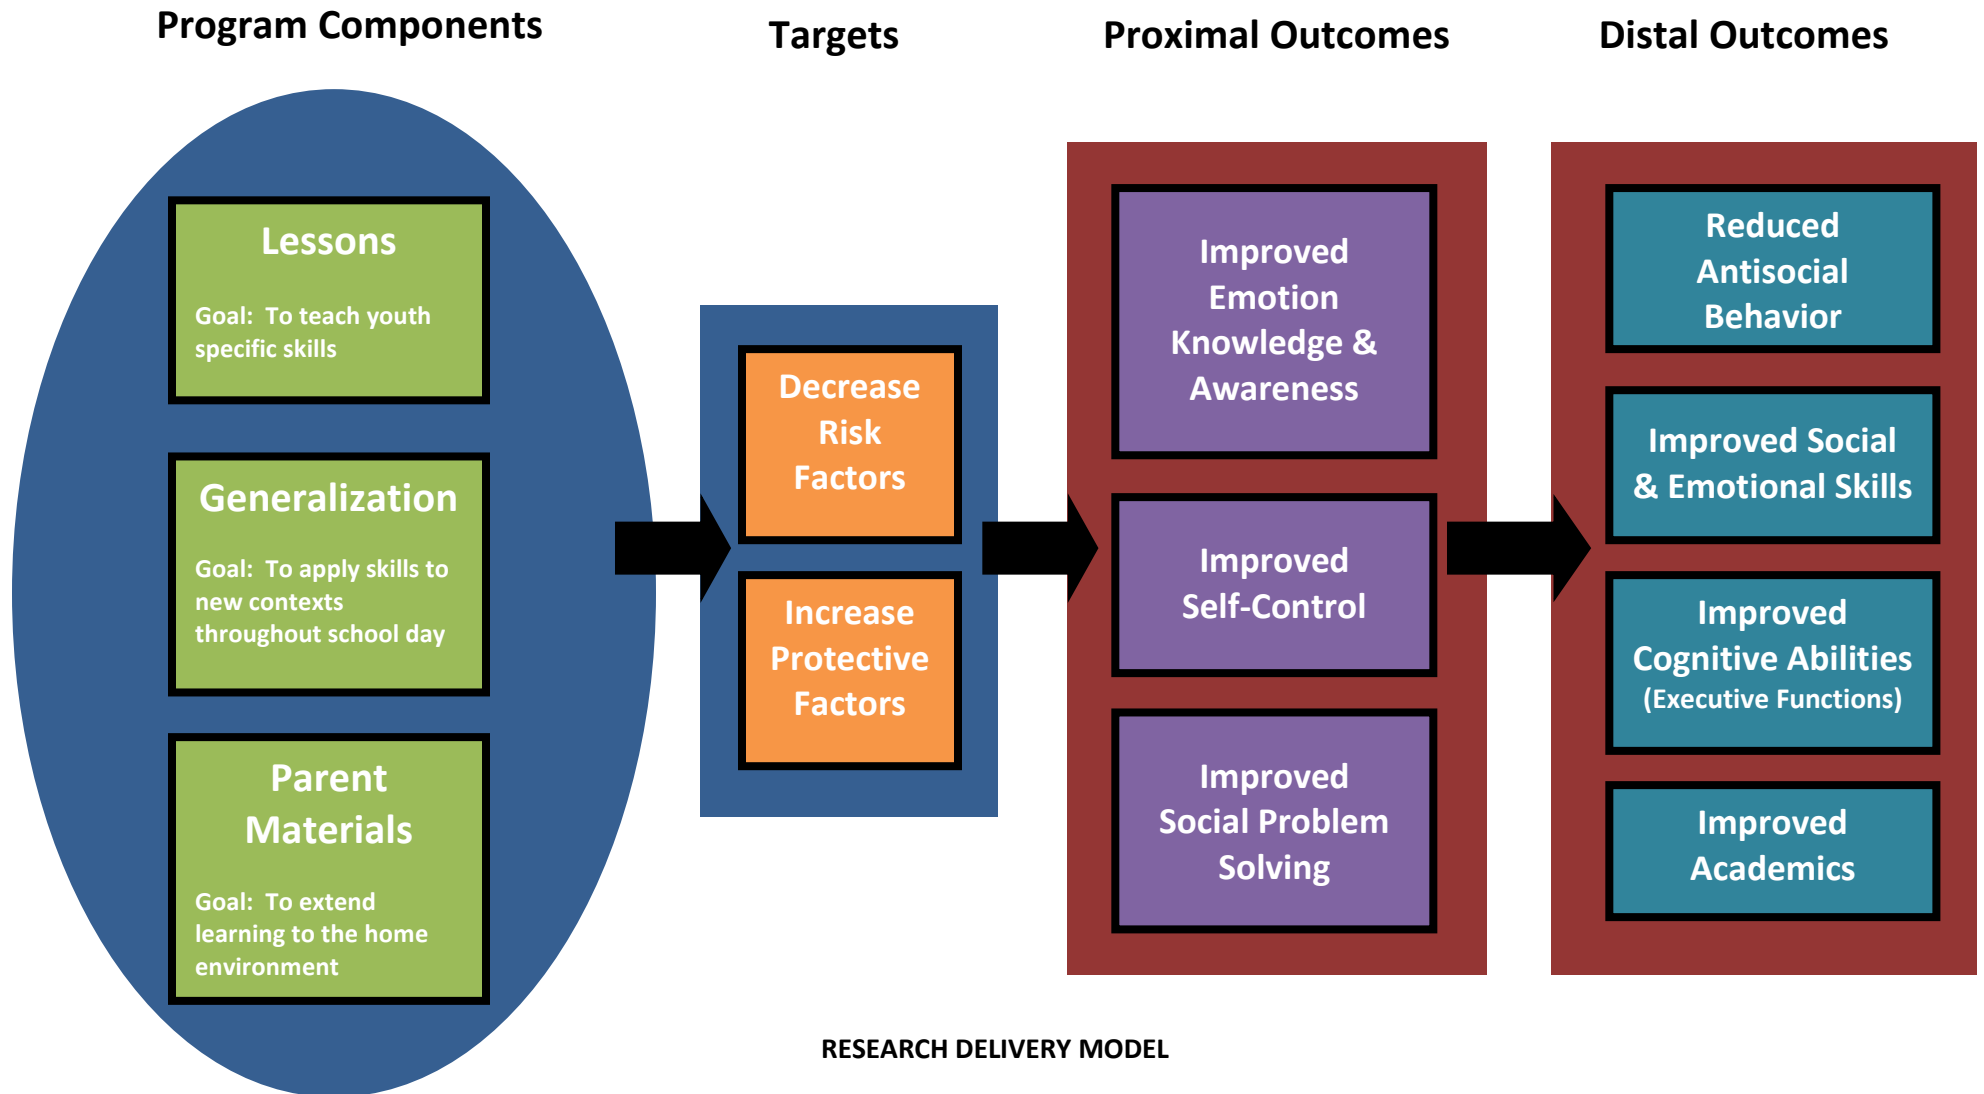 Program Components
Targets
Proximal Outcomes
Distal Outcomes
Lessons
Goal:  To teach youth
specific skills
Generalization
Goal:  To apply skills to
new contexts
throughout school day
Parent
Materials
Goal:  To extend
learning to the home
environment
Decrease
Risk
Factors
Increase
Protective
Factors
Improved
Emotion
Knowledge &
Awareness
Improved
Self-Control
Improved
Social Problem
Solving
Reduced
Antisocial
Behavior
Improved Social
& Emotional Skills
Improved
Cognitive Abilities
(Executive Functions)
Improved
Academics
RESEARCH DELIVERY MODEL